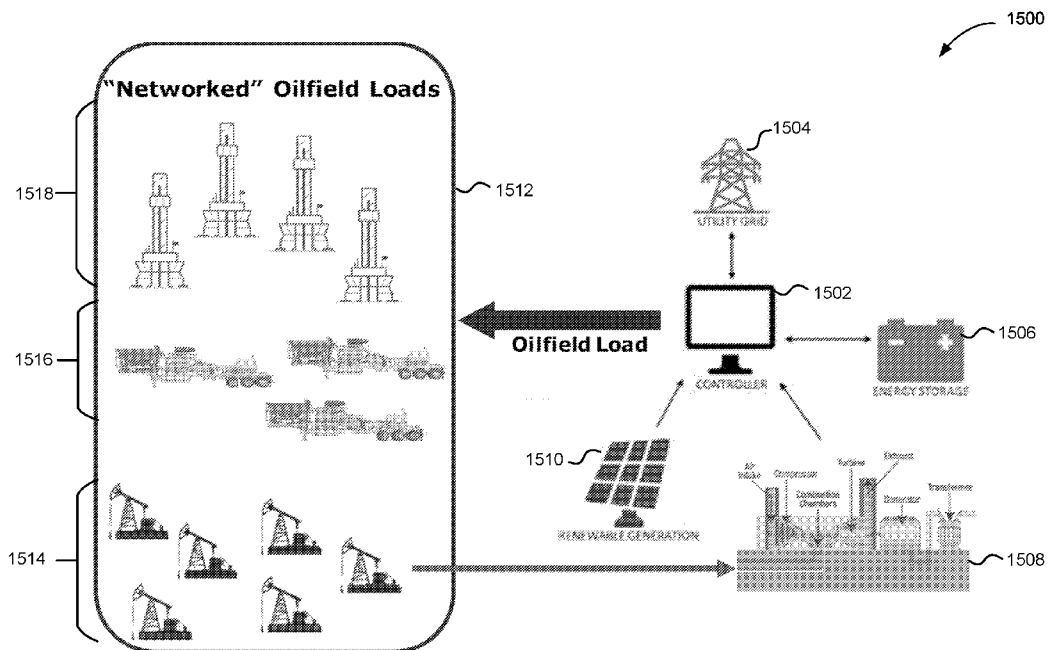 1500
"Networked" Oilfield Loads
1504
1518
1512
UTILITY GRID
1502
1516
Oilfield Load
1506
CONTROLLER
ENERGY STORAGE
1510
Air
Intake
Compressor
Turbine
Exhaust
Combustion
Chambers
Generator
Transformer
RENEWABLE GENERATION
1514
1508